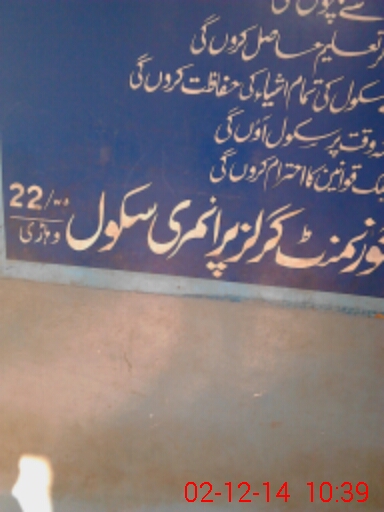 تعلیم حاصل کروں گی
سکول کی تمام اشیاء کی حفاظت کروں گی
وقت پر سکول آؤں گی
قوانین کا احترام کروں گی
گورنمنٹ گرلز پرائمری سکول
22/W.B
وہاڑی
02-12-14 10:39